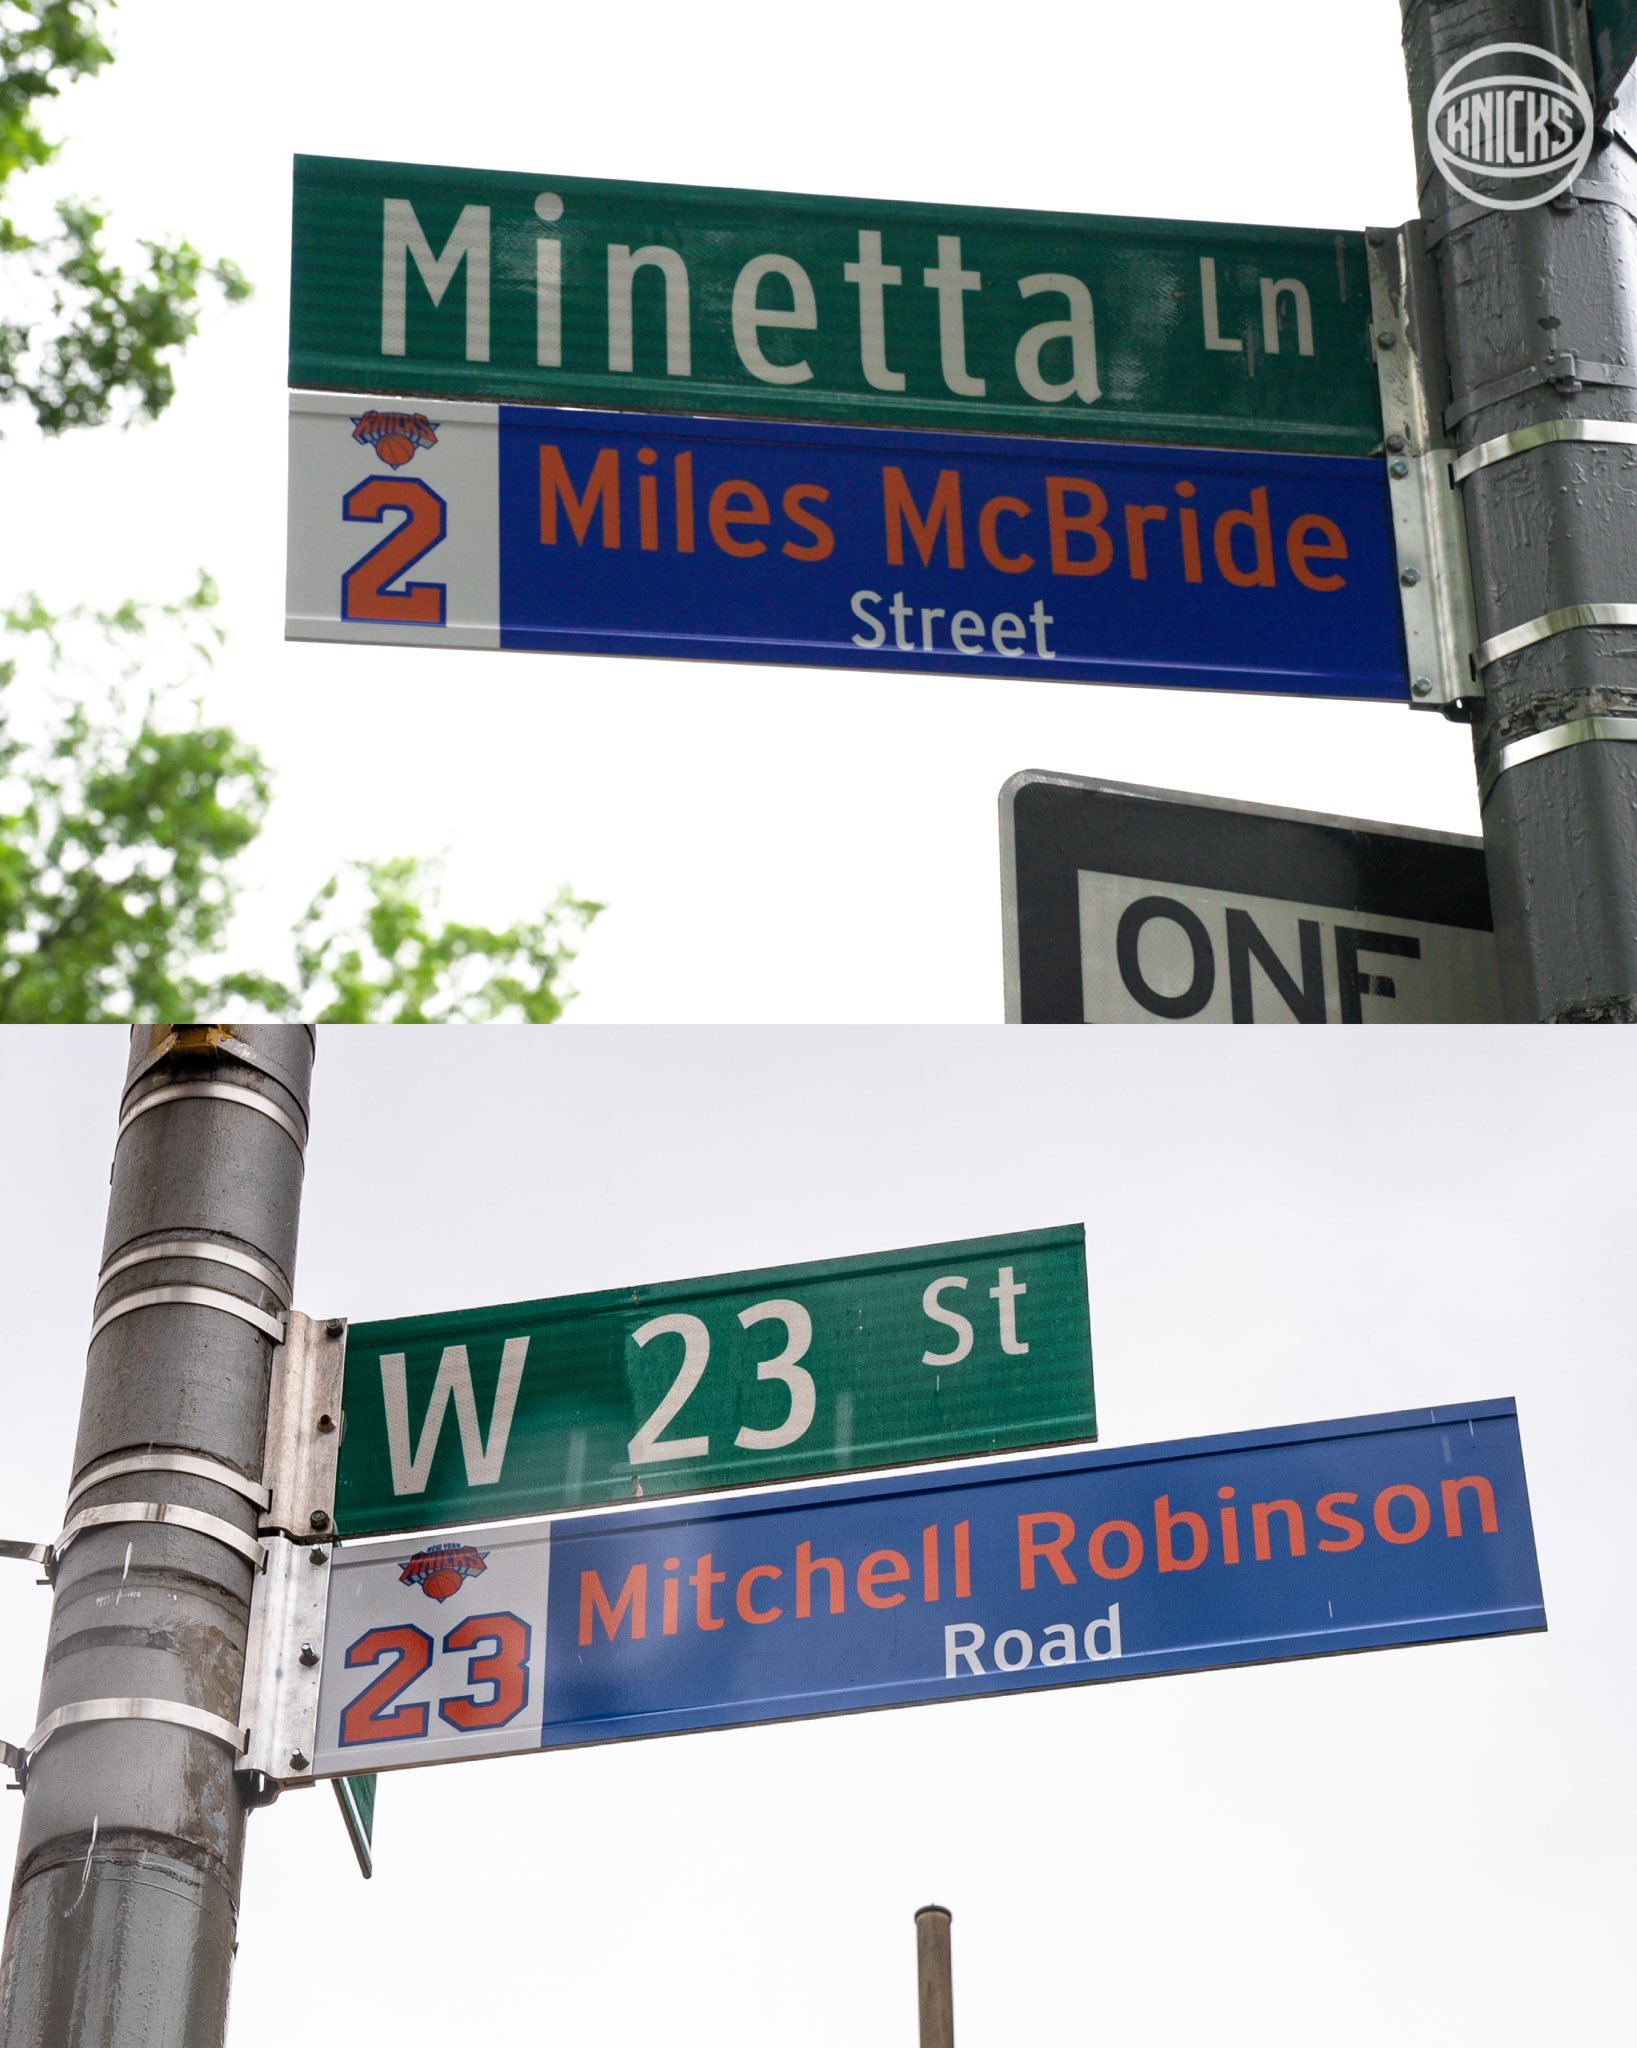 KNICKS
Minetta Ln
KNICKS
2
Miles McBride
Street
ONE
W 23 St
NEW YORK
KNICKS
23
Mitchell Robinson
Road